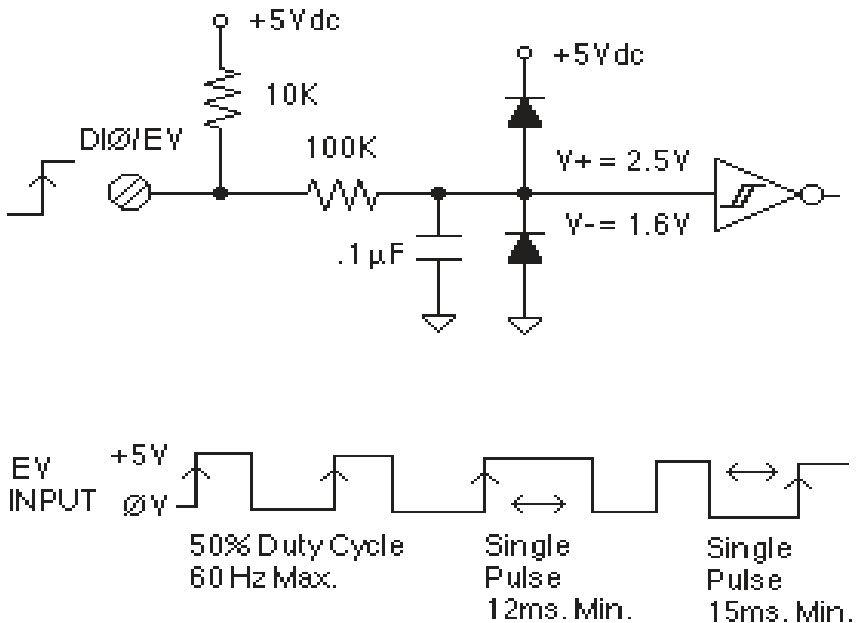 +5Vdc
+5Vdc
10K
DIØ/EV
100K
V+ = 2.5V
V-= 1.6V
.1µF
EV
INPUT
+5V
ØV
50% Duty Cycle
60 Hz Max.
Single
Pulse
12ms. Min.
Single
Pulse
15ms. Min.